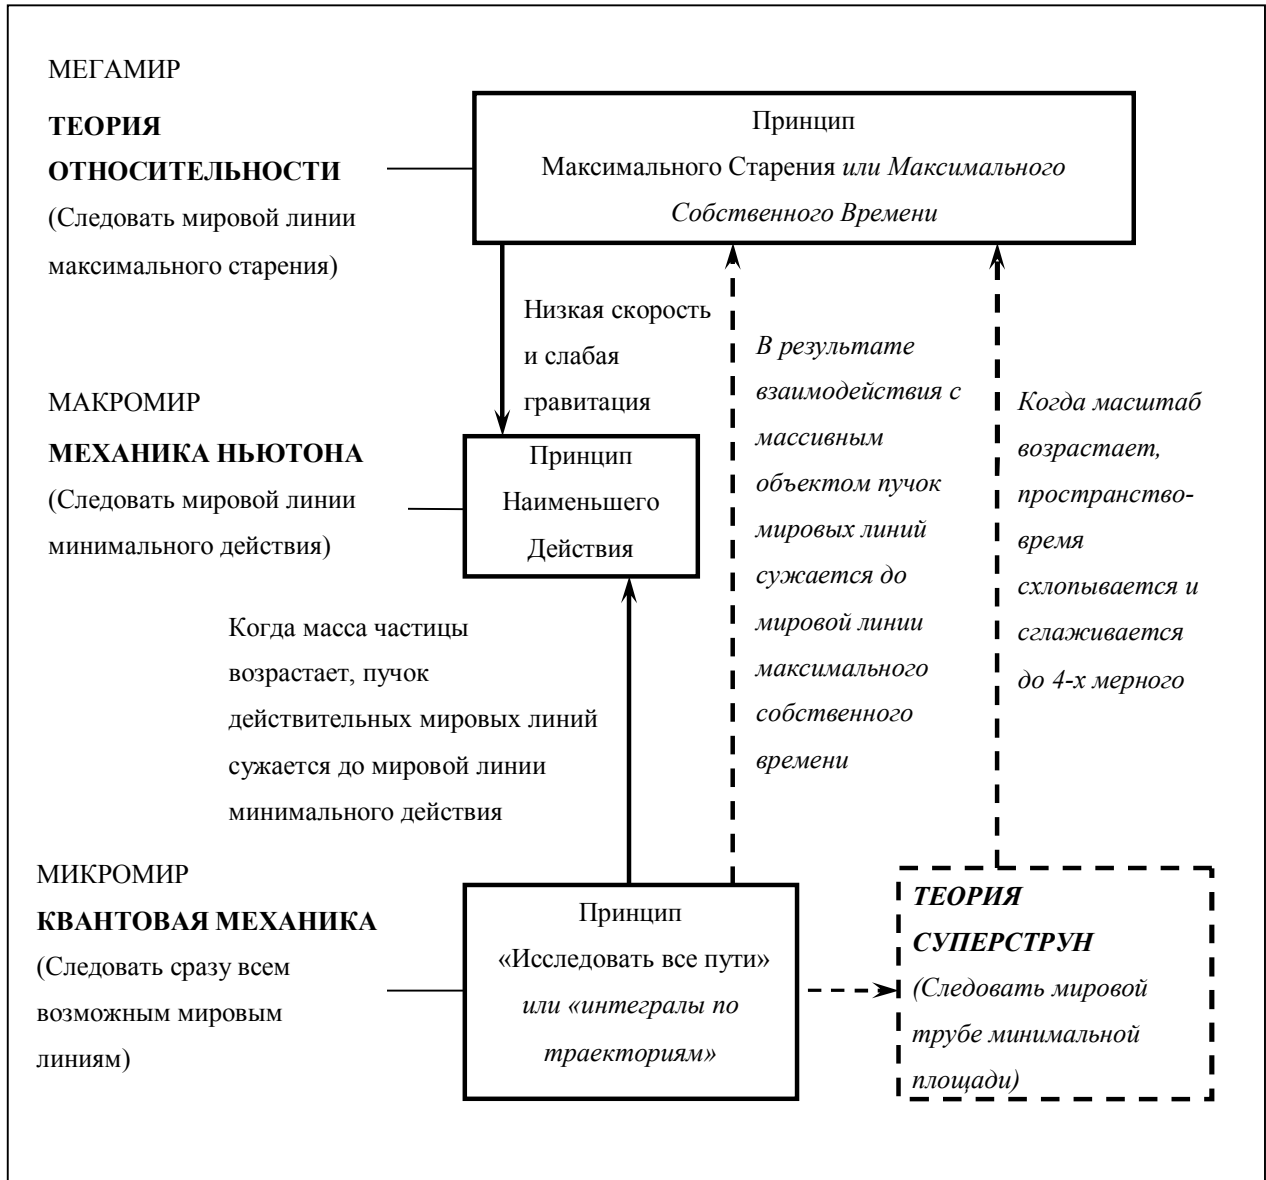 МЕГАМИР
ТЕОРИЯ
ОТНОСИТЕЛЬНОСТИ
(Следовать мировой линии
максимального старения)
Принцип
Максимального Старения или Максимального
Собственного Времени
Низкая скорость
и слабая
гравитация
В результате
взаимодействия с
массивным
объектом пучок
мировых линий
сужается до
мировой линии
максимального
собственного
времени
Когда масштаб
возрастает,
пространство-
время
схлопывается и
сглаживается
до 4-х мерного
МАКРОМИР
МЕХАНИКА НЬЮТОНА
(Следовать мировой линии
минимального действия)
Принцип
Наименьшего
Действия
Когда масса частицы
возрастает, пучок
действительных мировых линий
сужается до мировой линии
минимального действия
МИКРОМИР
КВАНТОВАЯ МЕХАНИКА
(Следовать сразу всем
возможным мировым
линиям)
Принцип
«Исследовать все пути»
или «интегралы по
траекториям»
ТЕОРИЯ
СУПЕРСТРУН
(Следовать мировой
трубе минимальной
площади)